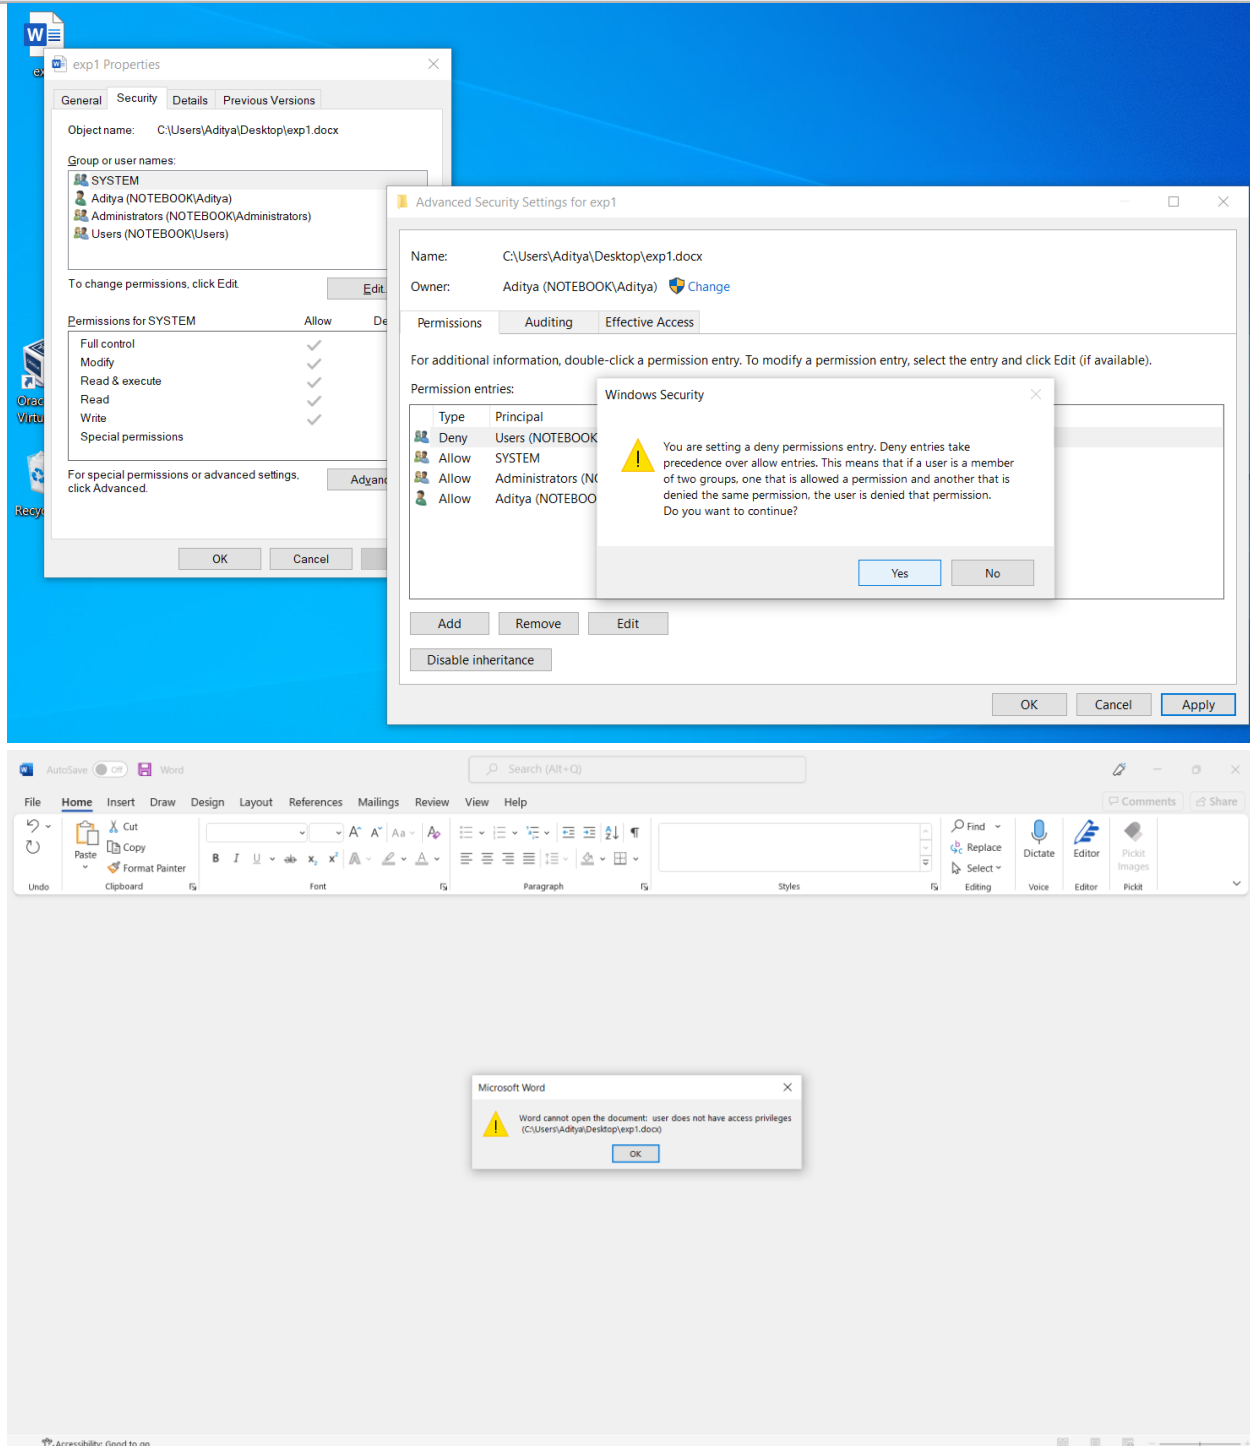 exp1 Properties
General Security Details Previous Versions
Object name: C:\Users\Aditya\Desktop\exp1.docx
Group or user names:
SYSTEM
Aditya (NOTEBOOK\Aditya)
Administrators (NOTEBOOK\Administrators)
Users (NOTEBOOK\Users)
To change permissions, click Edit.
Edit.
Permissions for SYSTEM Allow De
Full control
Modify
Read & execute
Read
Write
Special permissions
For special permissions or advanced settings,
click Advanced.
Advanc
OK Cancel
Orac
Virtu
Recyc
Advanced Security Settings for exp1
Name: C:\Users\Aditya\Desktop\exp1.docx
Owner: Aditya (NOTEBOOK\Aditya) Change
Permissions Auditing Effective Access
For additional information, double-click a permission entry. To modify a permission entry, select the entry and click Edit (if available).
Permission entries:
Type Principal
Deny Users (NOTEBOOK
Allow SYSTEM
Allow Administrators (NO
Allow Aditya (NOTEBOO
Windows Security
You are setting a deny permissions entry. Deny entries take
precedence over allow entries. This means that if a user is a member
of two groups, one that is allowed a permission and another that is
denied the same permission, the user is denied that permission.
Do you want to continue?
Yes No
Add Remove Edit
Disable inheritance
OK Cancel Apply
AutoSave Off Word Search (Alt+Q)
File Home Insert Draw Design Layout References Mailings Review View Help Comments Share
Paste Cut
Copy
Format Painter
Find
Replace
Select
Dictate Editor Pickit
Images
Undo Clipboard Font Paragraph Styles Editing Voice Editor Pickit
Microsoft Word
Word cannot open the document: user does not have access privileges
(C:\Users\Aditya\Desktop\exp1.docx)
OK
Accessibility: Good to go